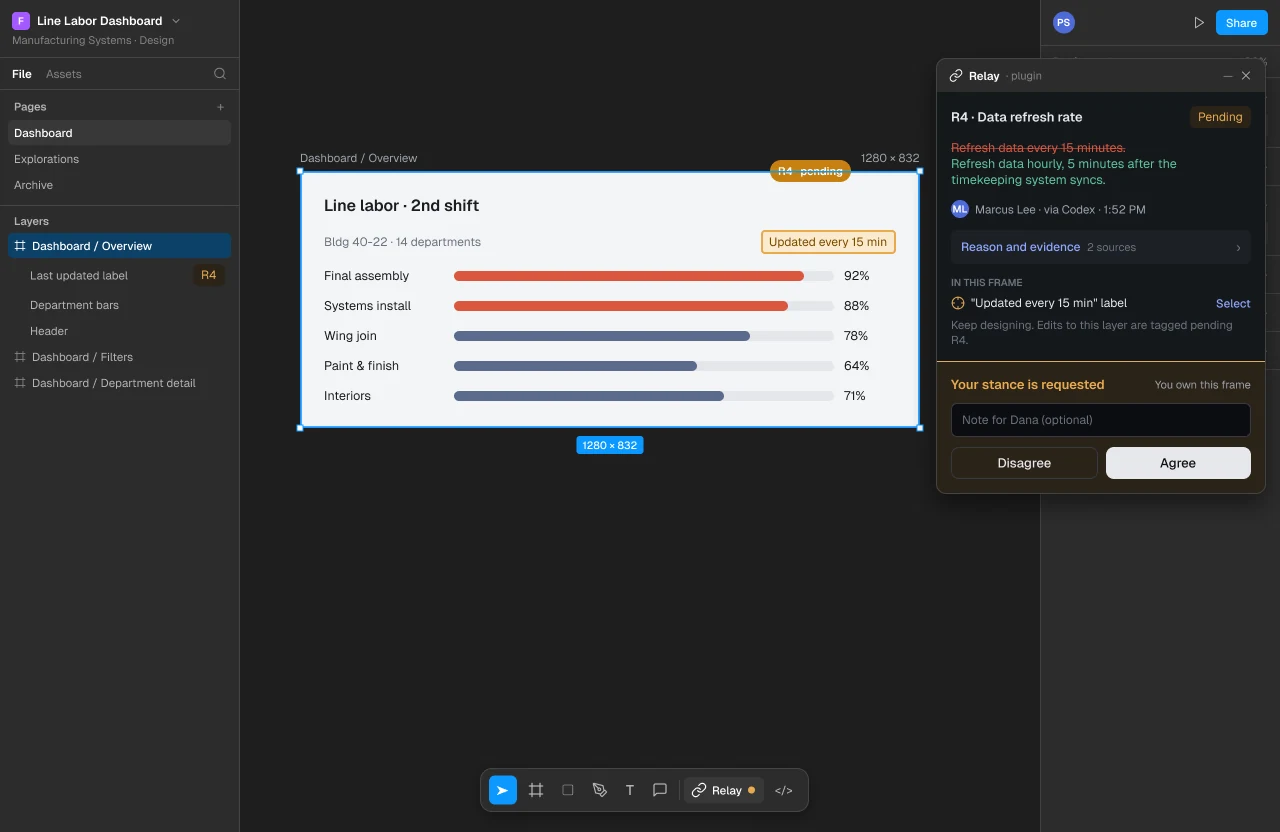 F Line Labor Dashboard
Manufacturing Systems · Design
File Assets
Pages +
Dashboard
Explorations
Archive
Layers
Dashboard / Overview
Last updated label R4
Department bars
Header
Dashboard / Filters
Dashboard / Department detail
Dashboard / Overview 1280 × 832
R4 · pending
Line labor · 2nd shift
Bldg 40-22 · 14 departments Updated every 15 min
Final assembly 92%
Systems install 88%
Wing join 78%
Paint & finish 64%
Interiors 71%
1280 × 832
T Relay </>
PS Share
Relay · plugin
R4 · Data refresh rate Pending
Refresh data every 15 minutes.
Refresh data hourly, 5 minutes after the
timekeeping system syncs.
ML Marcus Lee · via Codex · 1:52 PM
Reason and evidence 2 sources
IN THIS FRAME
"Updated every 15 min" label Select
Keep designing. Edits to this layer are tagged pending
R4.
Your stance is requested You own this frame
Note for Dana (optional)
Disagree Agree